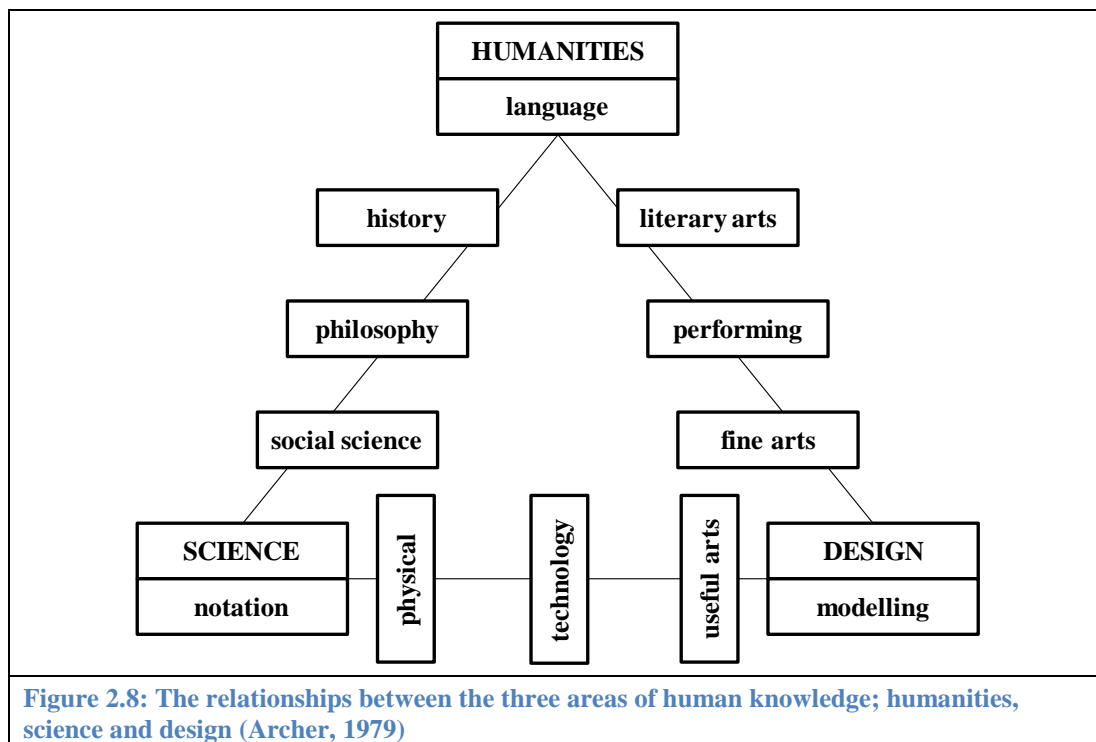 HUMANITIES
language
history
literary arts
philosophy
performing
social science
fine arts
SCIENCE
notation
physical
technology
useful arts
DESIGN
modelling
Figure 2.8: The relationships between the three areas of human knowledge; humanities,
science and design (Archer, 1979)